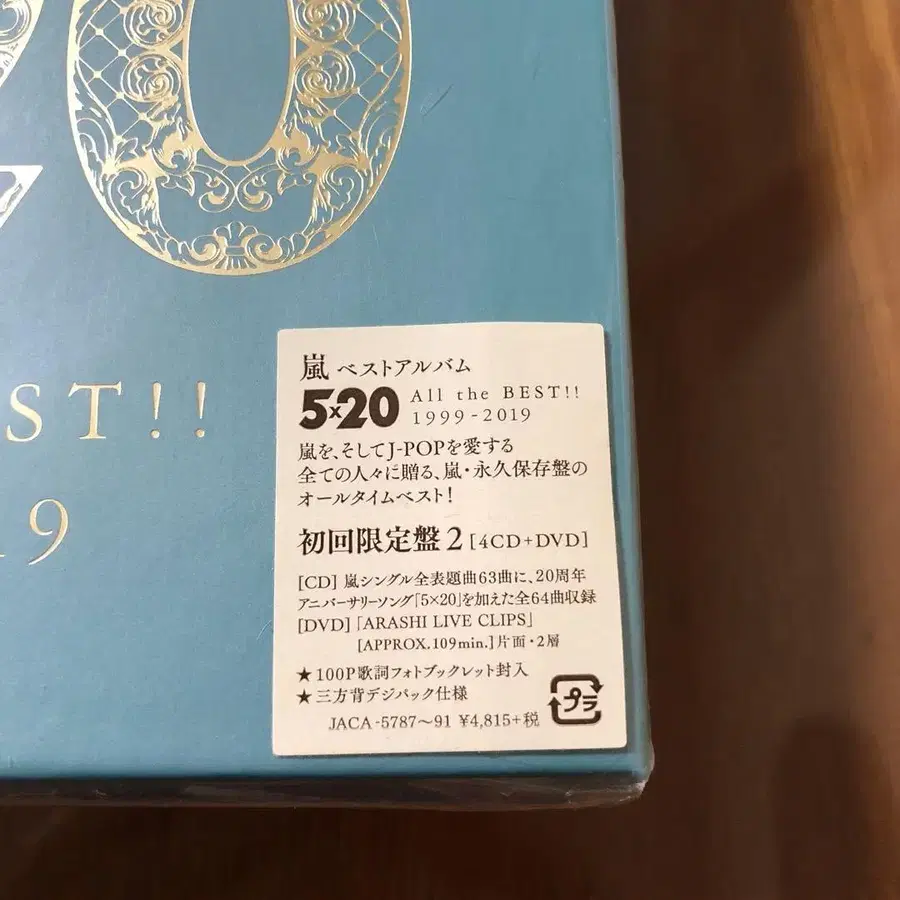 20
ST!!
19
嵐 ベストアルバム
5×20 All the BEST!!
1999-2019
嵐を、そしてJ-POPを愛する
全ての人々に贈る、嵐・永久保存盤の
オールタイムベスト!
初回限定盤2[4CD+DVD]
[CD] 嵐シングル全表題曲63曲に、20周年
アニバーサリーソング「5×20」を加えた全64曲収録
[DVD]「ARASHI LIVE CLIPS」
[APPROX.109min.]片面・2層
★100P歌詞フォトブックレット封入
★三方背デジパック仕様
JACA-5787〜91 ¥4,815+税
プラ